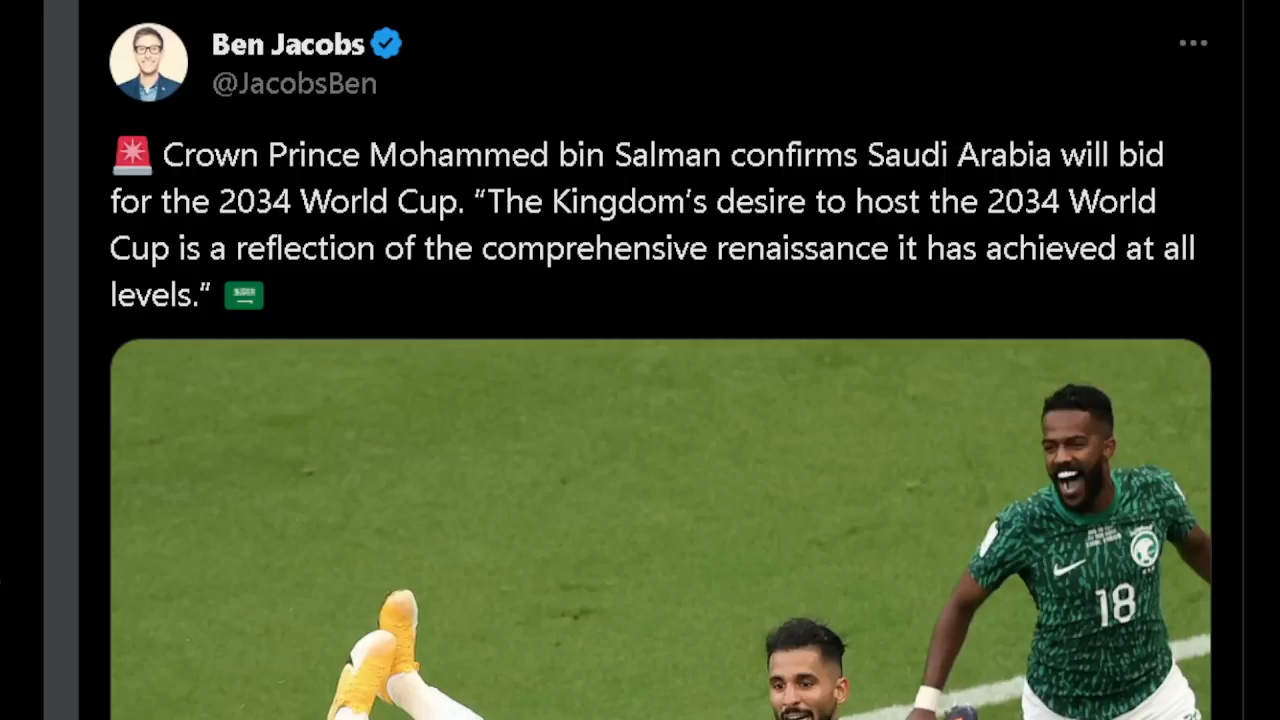 Ben Jacobs
@JacobsBen
Crown Prince Mohammed bin Salman confirms Saudi Arabia will bid
for the 2034 World Cup. “The Kingdom’s desire to host the 2034 World
Cup is a reflection of the comprehensive renaissance it has achieved at all
levels.”
18